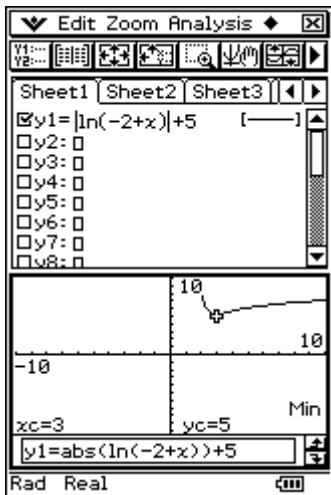 Edit Zoom Analysis ◆
Sheet1 Sheet2 Sheet3
y1=|ln(-2+x)|+5 [—]
y2:
y3:
y4:
y5:
y6:
y7:
y8:
10
10
-10
Min
xc=3 yc=5
y1=abs(ln(-2+x))+5
Rad Real